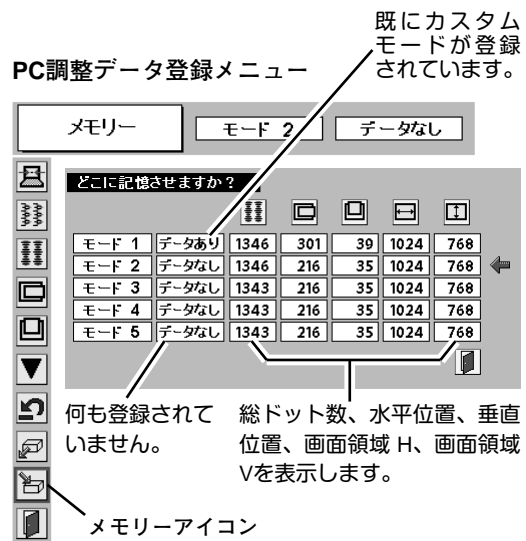 既にカスタム
モードが登録
されています。
PC調整データ登録メニュー
メモリー モード 2 データなし
どこに記憶させますか?
モード 1 データあり 1346 301 39 1024 768
モード 2 データなし 1346 216 35 1024 768
モード 3 データなし 1343 216 35 1024 768
モード 4 データなし 1343 216 35 1024 768
モード 5 データなし 1343 216 35 1024 768
何も登録されて
いません。
総ドット数、水平位置、垂直
位置、画面領域 H、画面領域
Vを表示します。
メモリーアイコン